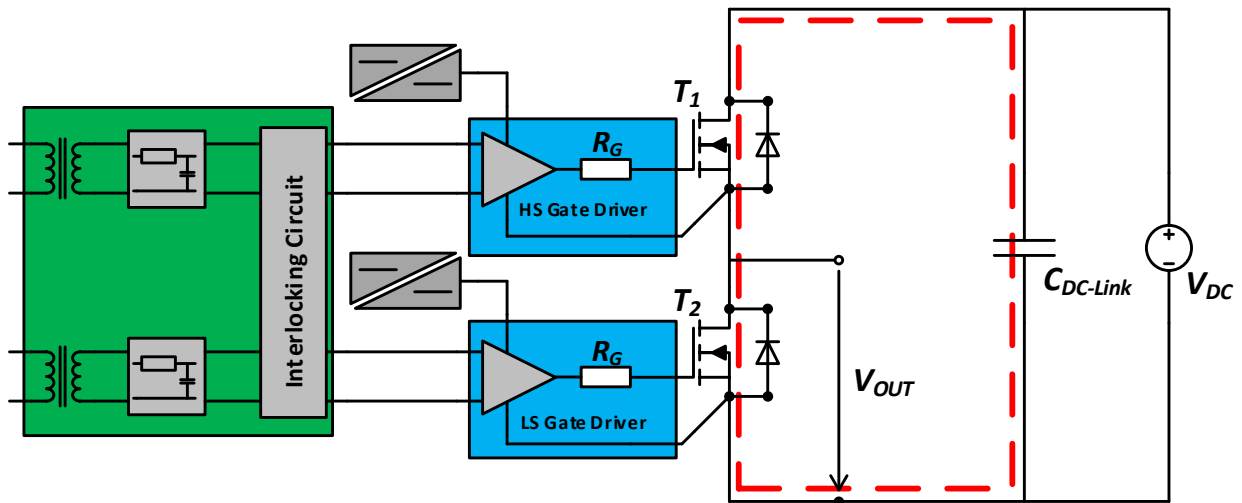 T1
RG
HS Gate Driver
Interlocking Circuit
T2
RG
LS Gate Driver
VOUT
CDC-Link
+
-
VDC